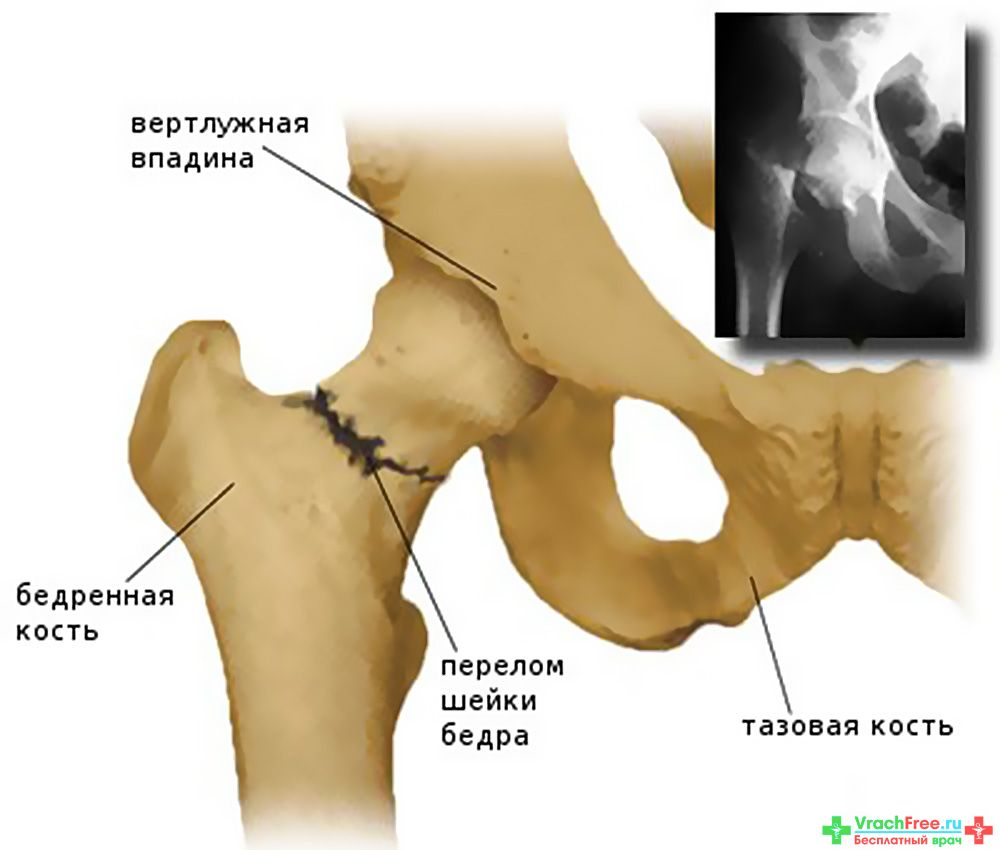 вертлужная
впадина
бедренная
кость
перелом
шейки
бедра
тазовая кость
VrachFree.ru
Бесплатный врач